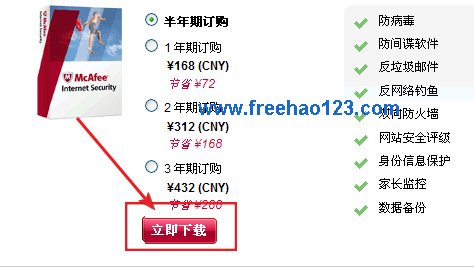 McAfee
Internet Security
McAfee
Internet Security
半年期订购
1 年期订购
¥168 (CNY)
节省 ¥72
2 年期订购
¥312 (CNY)
节省 ¥168
3 年期订购
¥432 (CNY)
节省
立即下载
防病毒
防间谍软件
反垃圾邮件
反网络钓鱼
双向防火墙
网站安全评级
身份信息保护
家长监控
数据备份
www.freehao123.com